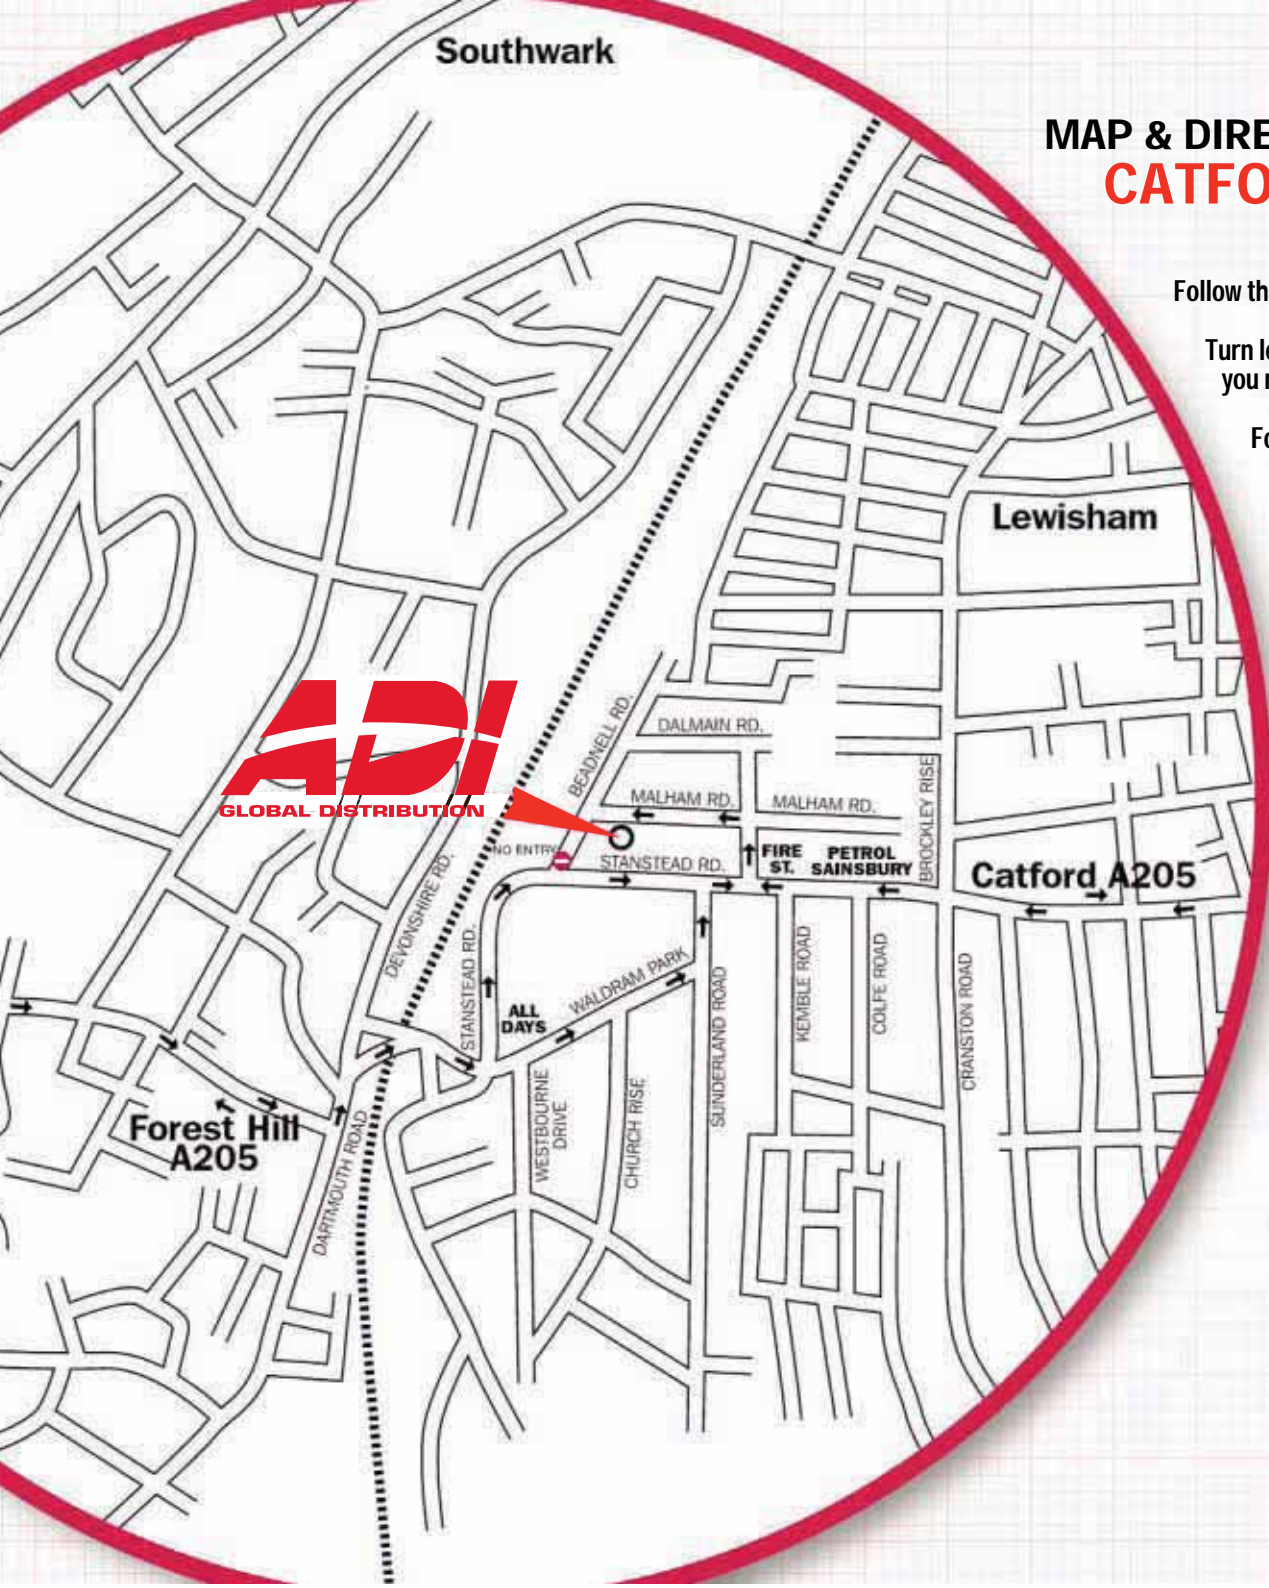 Southwark
MAP & DIRE
CATFO
Follow th
Turn le
you r
Fo
Lewisham
ADI
GLOBAL DISTRIBUTION
BEADNELL RD.
DALMAIN RD.
MALHAM RD.
MALHAM RD.
BROCKLEY RISE
NO ENTRY
STANSTEAD RD.
FIRE
ST.
PETROL
SAINSBURY
Catford A205
DEVONSHIRE RD.
STANSTEAD RD.
ALL
DAYS
WALDRAM PARK
SUNDERLAND ROAD
KEMBLE ROAD
COLFE ROAD
CRANSTON ROAD
WESTBOURNE
DRIVE
CHURCH RISE
Forest Hill
A205
DARTMOUTH ROAD